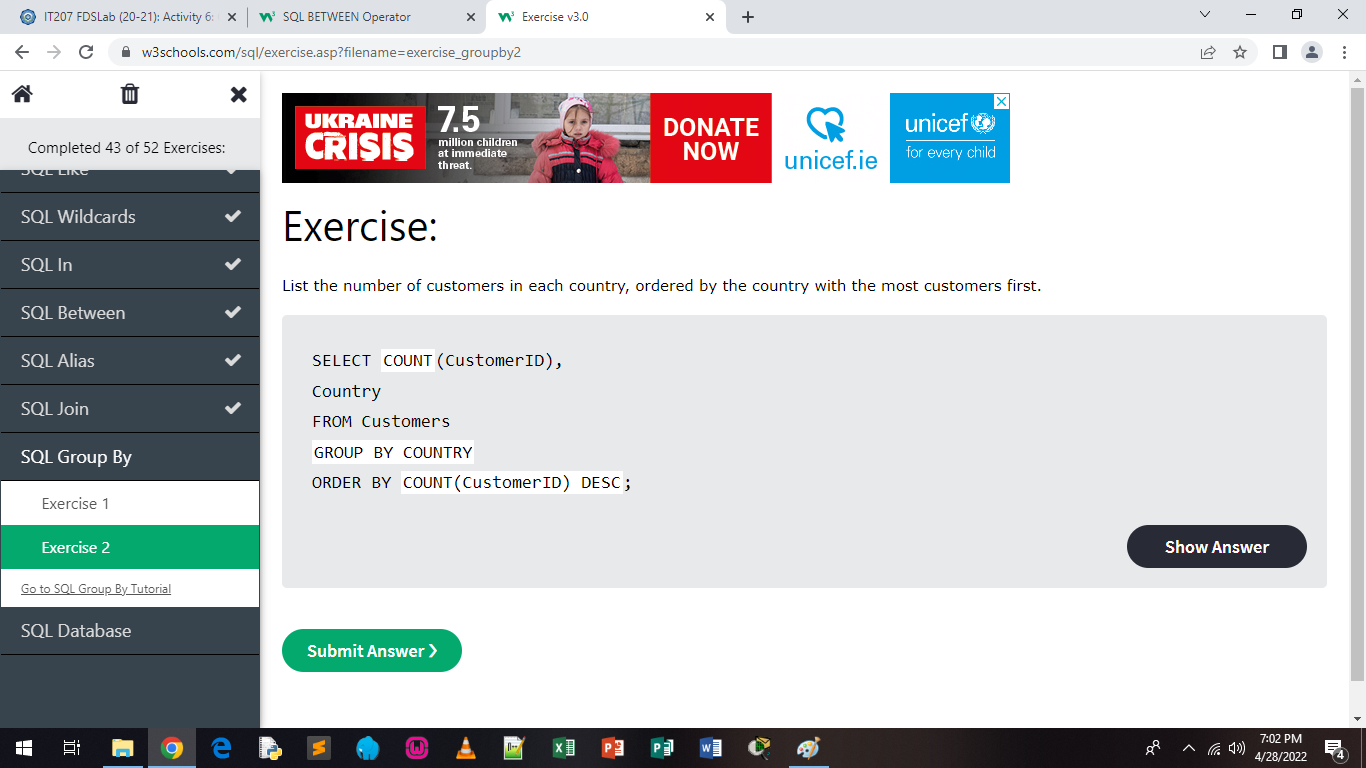 IT207 FDSLab (20-21): Activity 6:
SQL BETWEEN Operator
Exercise v3.0
w3schools.com/sql/exercise.asp?filename=exercise_groupby2
Completed 43 of 52 Exercises:
SQL Like
SQL Wildcards
SQL In
SQL Between
SQL Alias
SQL Join
SQL Group By
Exercise 1
Exercise 2
Go to SQL Group By Tutorial
SQL Database
UKRAINE
CRISIS
7.5
million children
at immediate
threat.
DONATE
NOW
unicef.ie
unicef
for every child
Exercise:
List the number of customers in each country, ordered by the country with the most customers first.
SELECT COUNT(CustomerID),
Country
FROM Customers
GROUP BY COUNTRY
ORDER BY COUNT(CustomerID) DESC;
Show Answer
Submit Answer ❯
7:02 PM
4/28/2022
4